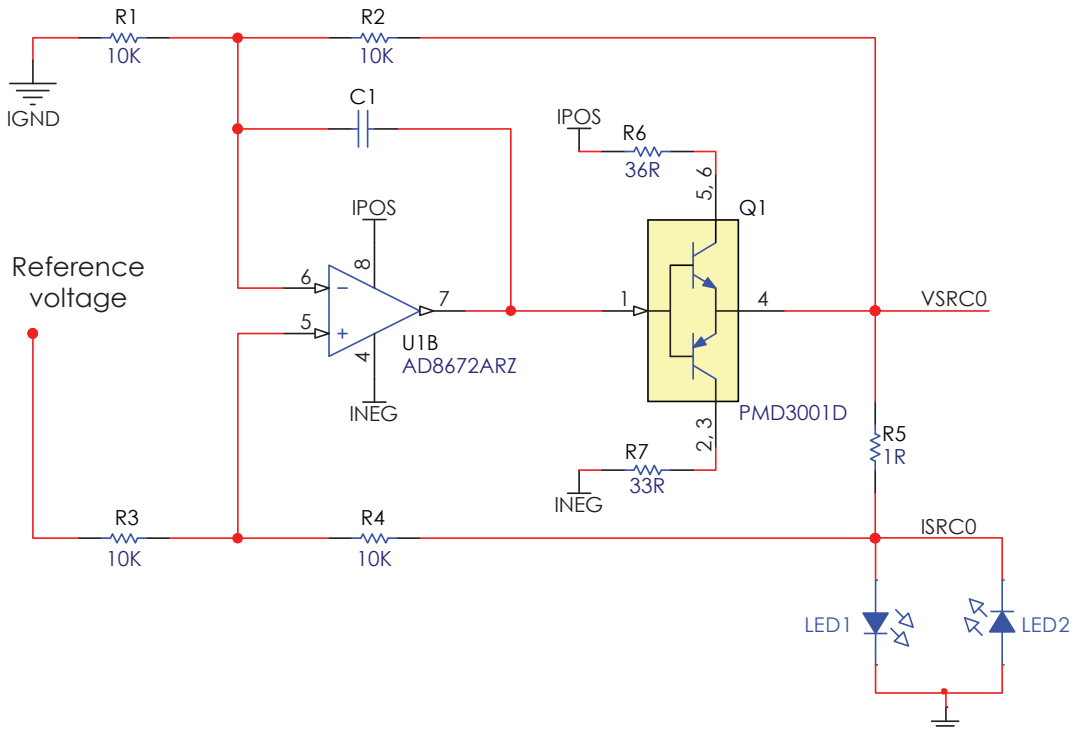 R1
10K
R2
10K
IGND
C1
IPOS
R6
36R
5, 6
Q1
IPOS
8
Reference
voltage
6
−
5
+
7
4
U1B
AD8672ARZ
INEG
1
4
VSRC0
PMD3001D
2, 3
R7
33R
INEG
R5
1R
R3
10K
R4
10K
ISRC0
LED1
LED2